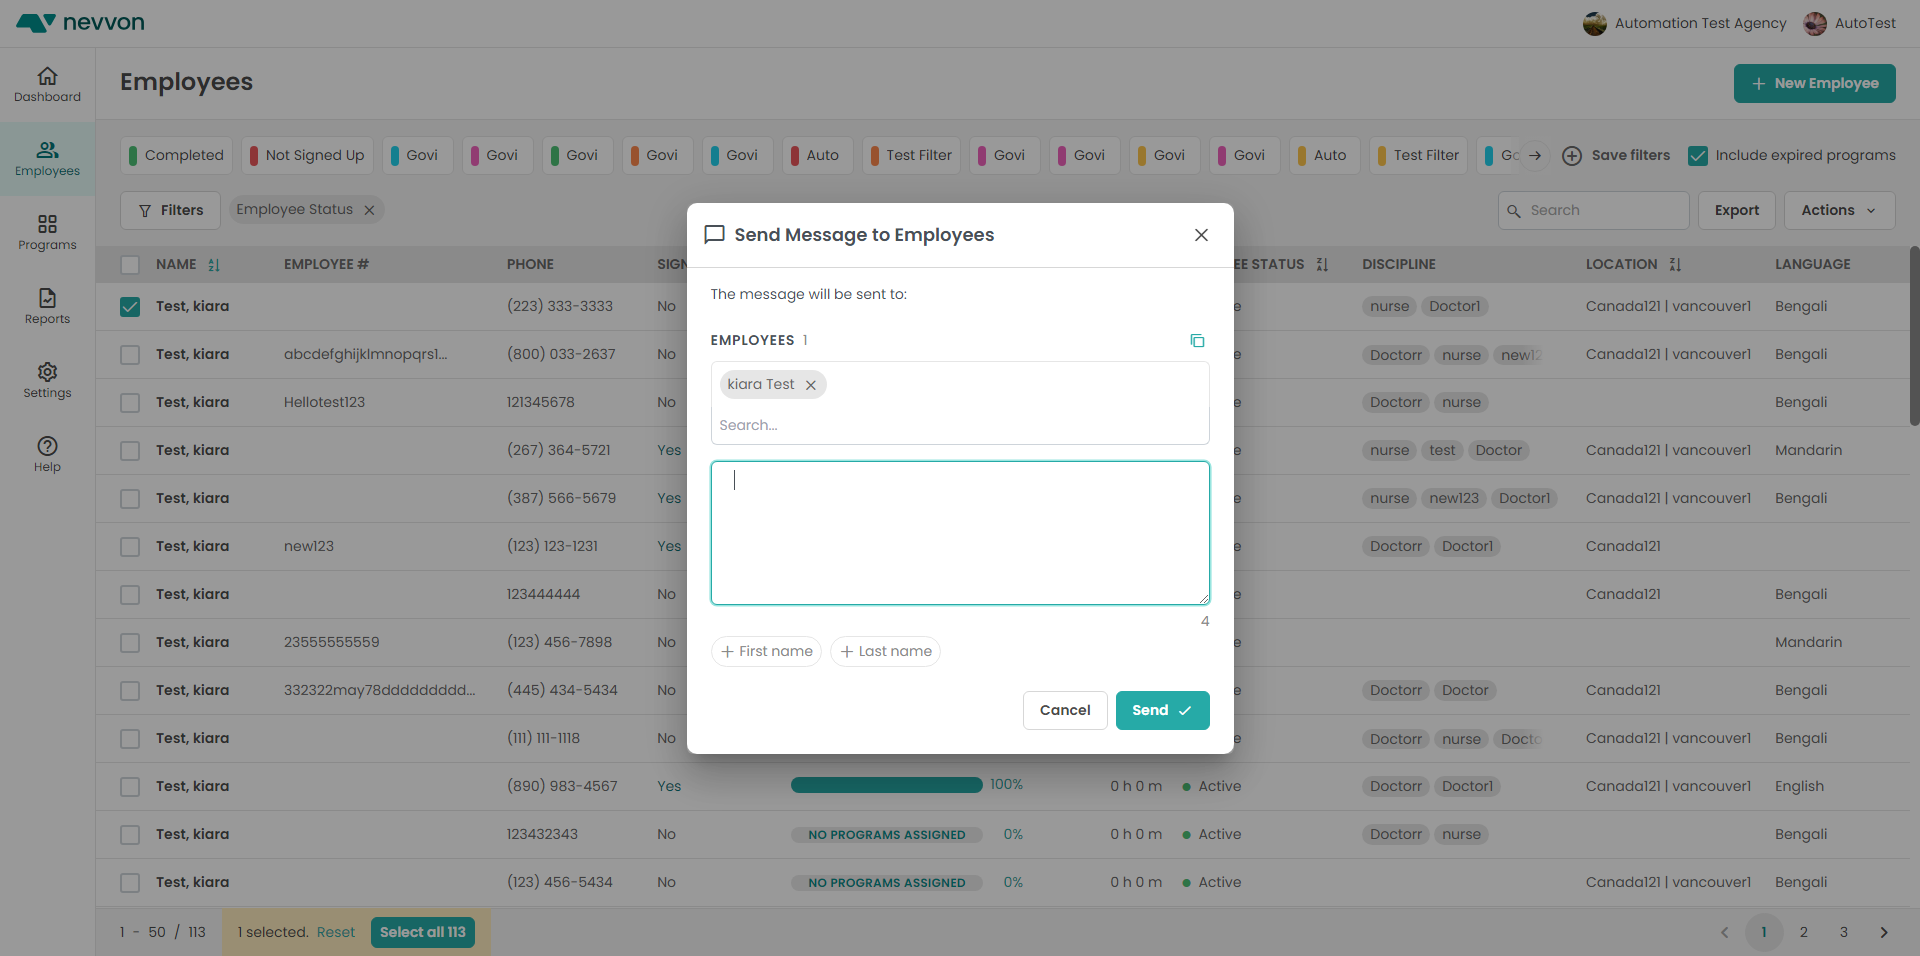 nevvon
Automation Test Agency
AutoTest
Dashboard
Employees
Programs
Reports
Settings
Help
Employees
New Employee
Completed Not Signed Up Govi Govi Govi Govi Govi Auto Test Filter Govi Govi Govi Govi Auto Test Filter
Save filters
Include expired programs
Filters
Employee Status
Search
Export
Actions
NAME EMPLOYEE # PHONE DISCIPLINE LOCATION LANGUAGE
Test, kiara (223) 333-3333 No nurse Doctor1 Canada121 | vancouver1 Bengali
Test, kiara abcdefghijklmnopqrs1... (800) 033-2637 No Doctorr nurse Canada121 | vancouver1 Bengali
Test, kiara Hellotest123 121345678 No Doctorr nurse Bengali
Test, kiara (267) 364-5721 Yes nurse test Doctor Canada121 | vancouver1 Mandarin
Test, kiara (387) 566-5679 Yes nurse new123 Doctor1 Canada121 | vancouver1 Bengali
Test, kiara new123 (123) 123-1231 Yes Doctorr Doctor1 Canada121
Test, kiara 123444444 No Canada121 Bengali
Test, kiara 23555555559 (123) 456-7898 No Mandarin
Test, kiara 332322may78ddddddddd... (445) 434-5434 No Doctorr Doctor Canada121 Bengali
Test, kiara (111) 111-1118 No Doctorr nurse Canada121 | vancouver1 Bengali
Test, kiara (890) 983-4567 Yes 100% 0 h 0 m Active Doctorr Doctor1 Canada121 | vancouver1 English
Test, kiara 123432343 No NO PROGRAMS ASSIGNED 0% 0 h 0 m Active Doctorr nurse Bengali
Test, kiara (123) 456-5434 No NO PROGRAMS ASSIGNED 0% 0 h 0 m Active Canada121 | vancouver1 Bengali
Send Message to Employees
The message will be sent to:
EMPLOYEES 1
kiara Test
Search...
4
First name
Last name
Cancel
Send
1 - 50 / 113
1 selected. Reset
Select all 113
1 2 3